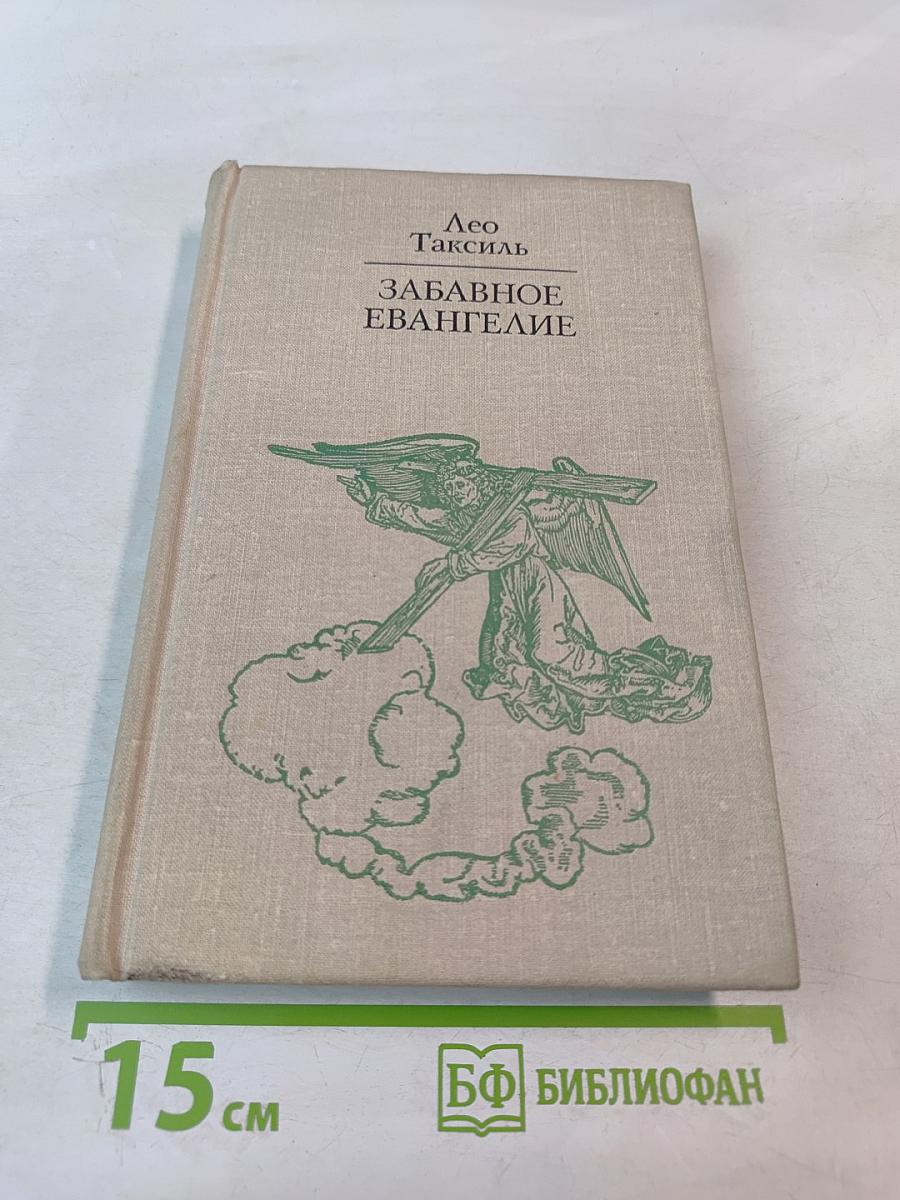 Лео
Таксиль
ЗАБАВНОЕ
ЕВАНГЕЛИЕ
15 см
БФ БИБЛИОФАН